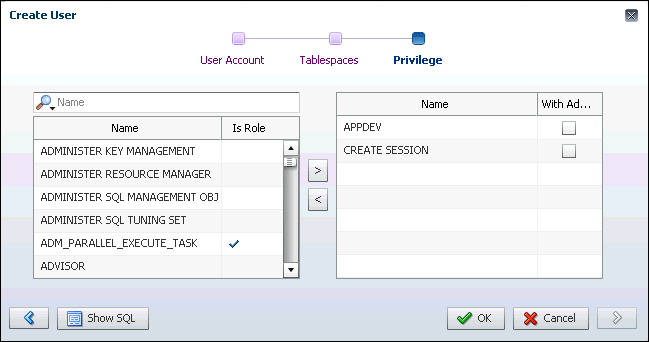 Create User
User Account Tablespaces Privilege
Name
Name Is Role
ADMINISTER KEY MANAGEMENT
ADMINISTER RESOURCE MANAGER
ADMINISTER SQL MANAGEMENT OBJ
ADMINISTER SQL TUNING SET
ADM_PARALLEL_EXECUTE_TASK
ADVISOR
>
<
Name With Ad...
APPDEV
CREATE SESSION
Show SQL OK Cancel